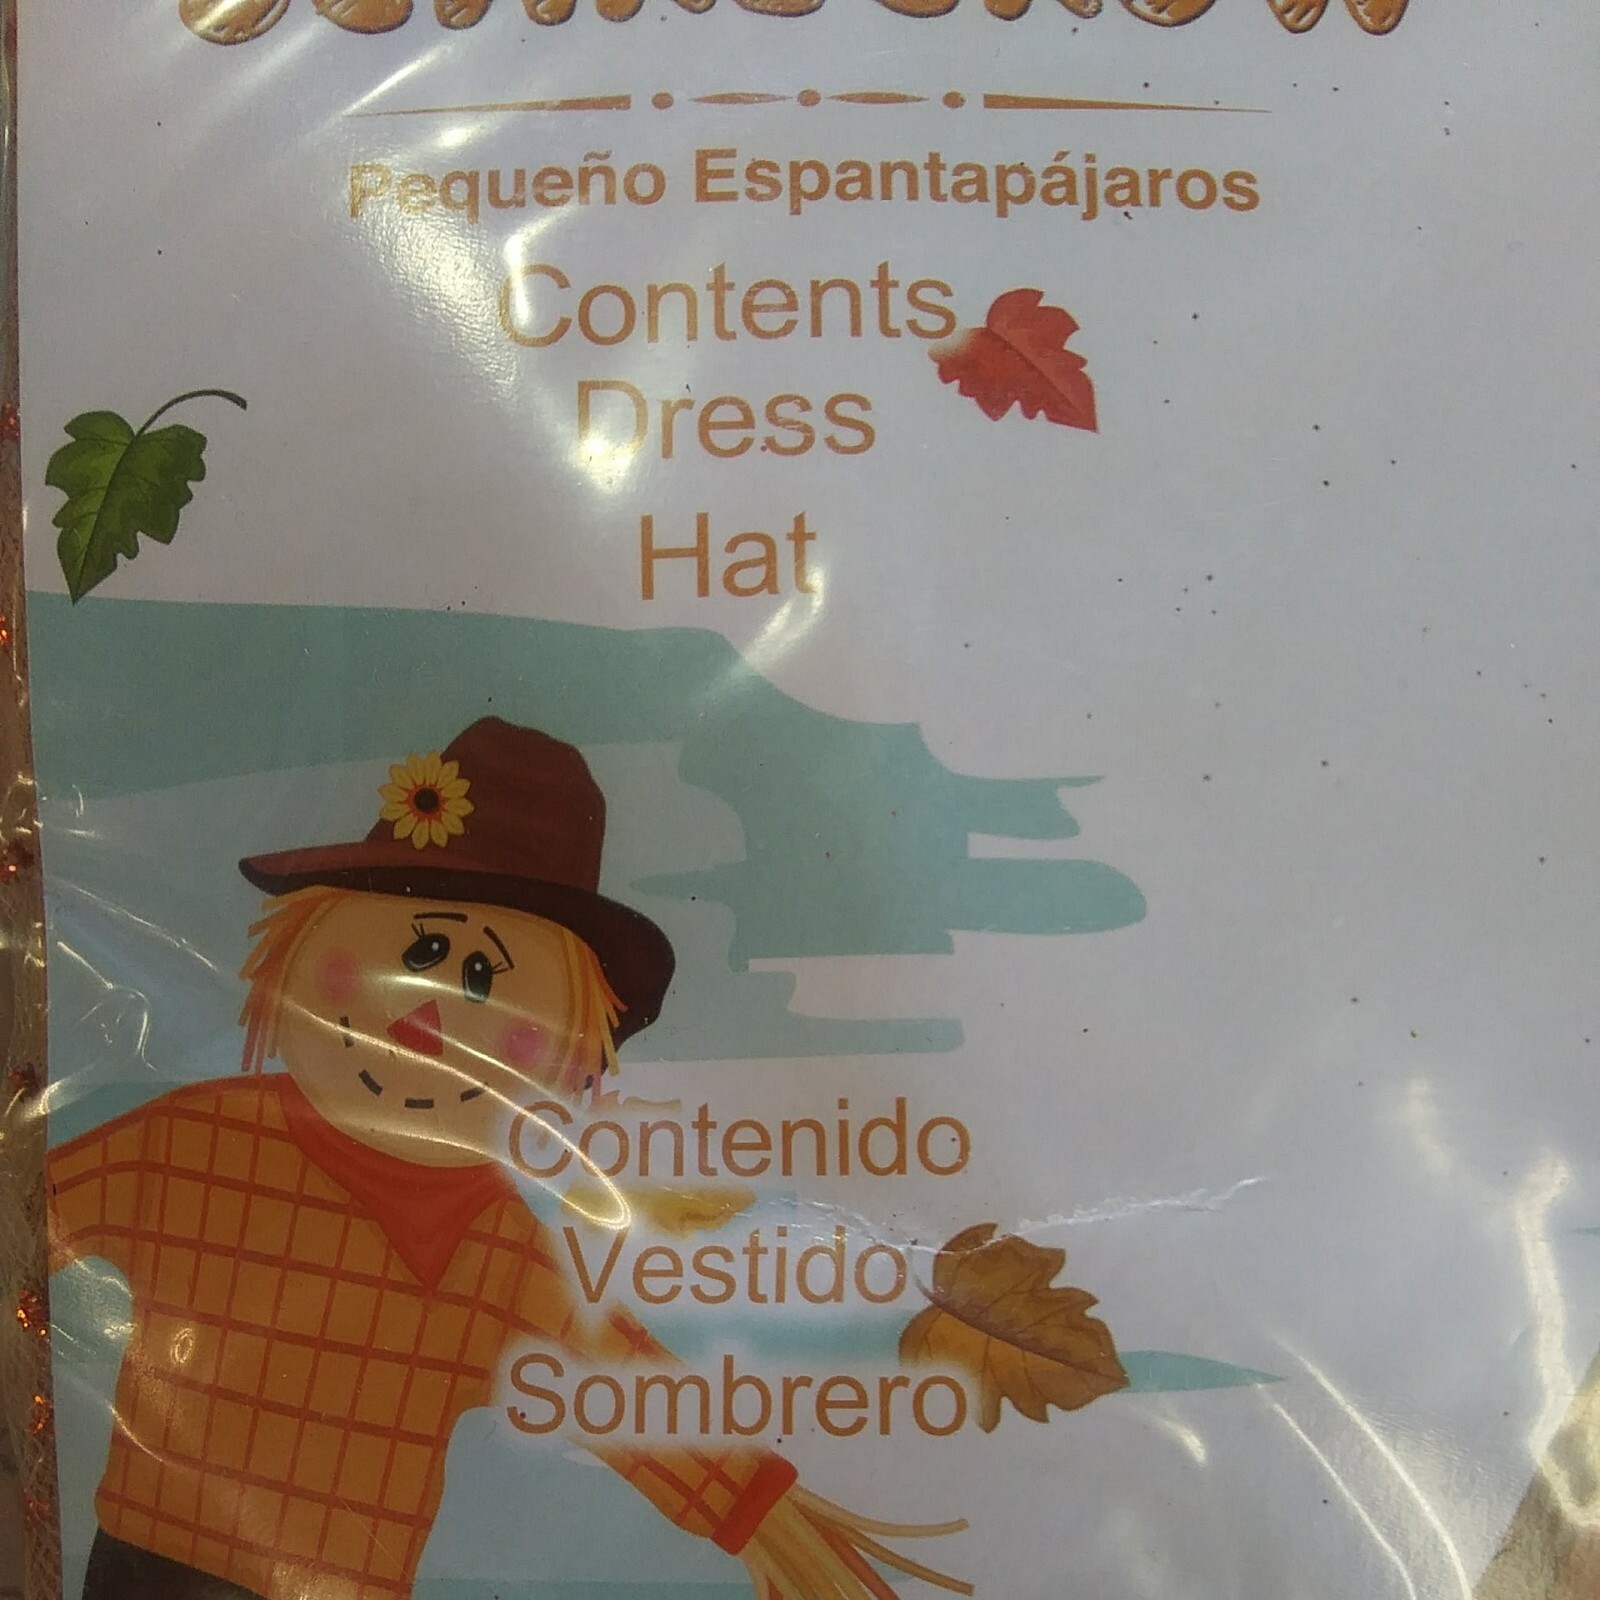 Pequeño Espantapájaros
Contents
Dress
Hat
Contenido
Vestido
Sombrero